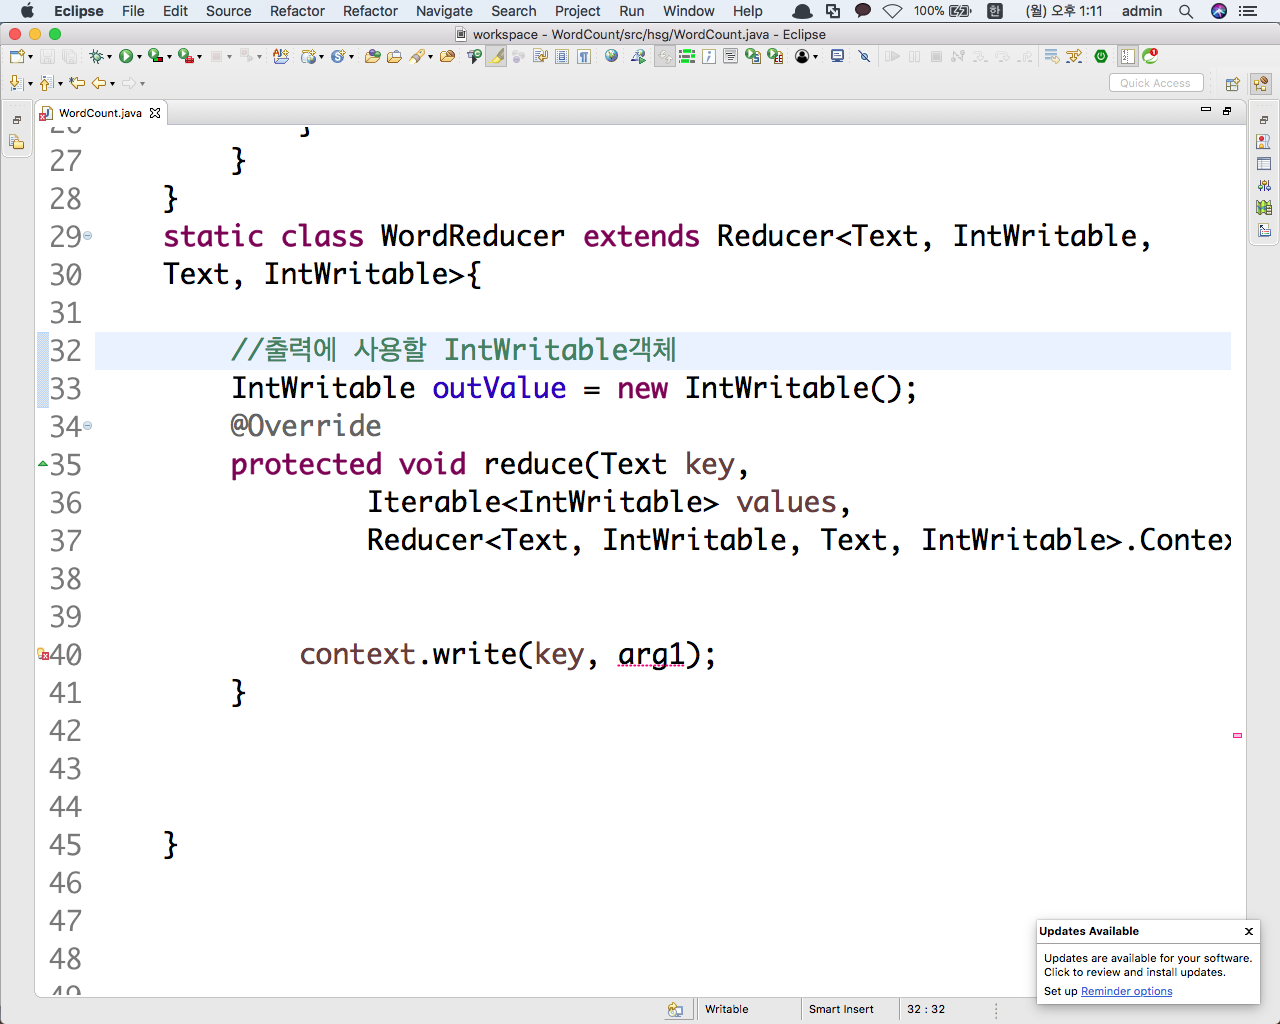 Eclipse File Edit Source Refactor Refactor Navigate Search Project Run Window Help 100% 한 (월) 오후 1:11 admin
workspace - WordCount/src/hsg/WordCount.java - Eclipse
Quick Access
WordCount.java
26 }
27 }
28 }
29 static class WordReducer extends Reducer<Text, IntWritable,
30 Text, IntWritable>{
31
32 //출력에 사용할 IntWritable객체
33 IntWritable outValue = new IntWritable();
34 @Override
35 protected void reduce(Text key,
36 Iterable<IntWritable> values,
37 Reducer<Text, IntWritable, Text, IntWritable>.Contex
38
39
40 context.write(key, arg1);
41 }
42
43
44
45 }
46
47
48
49
Updates Available
Updates are available for your software.
Click to review and install updates.
Set up Reminder options
Writable Smart Insert 32 : 32